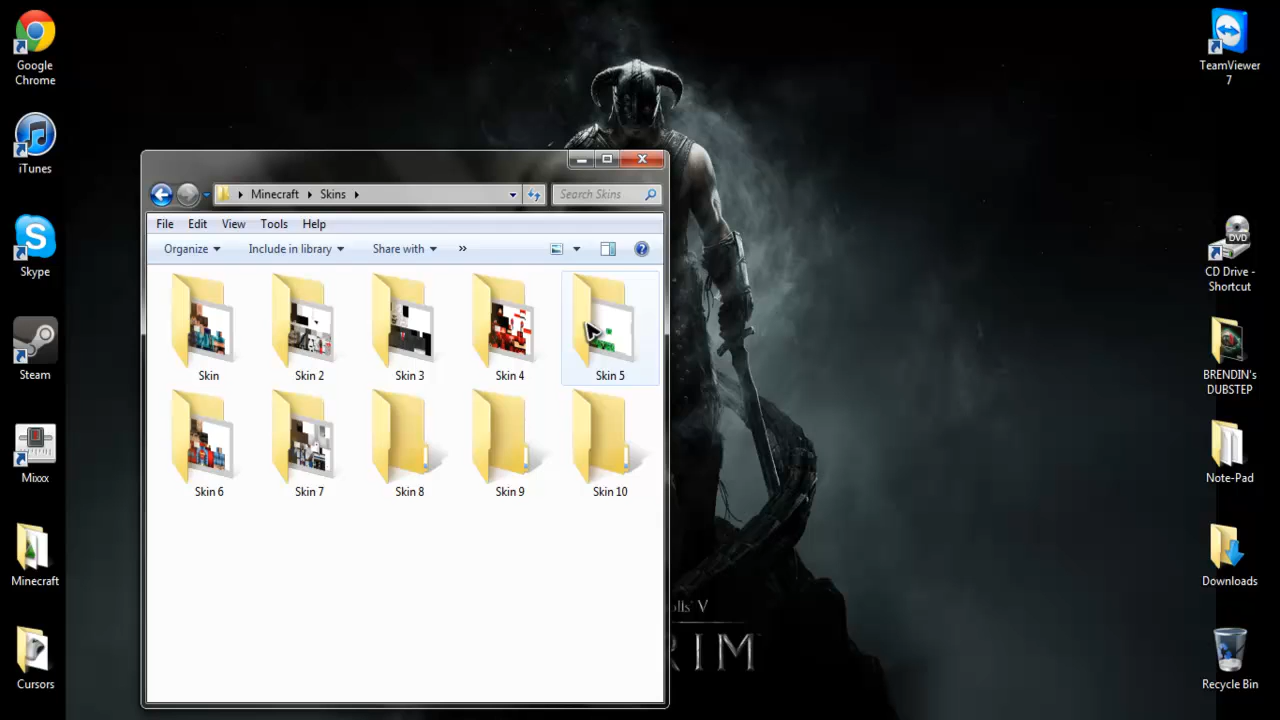 Google
Chrome
iTunes
Skype
Steam
Mixxx
Minecraft
Cursors
Minecraft
Skins
Search Skins
File Edit View Tools Help
Organize Include in library Share with »
Skin Skin 2 Skin 3 Skin 4 Skin 5
Skin 6 Skin 7 Skin 8 Skin 9 Skin 10
V
RIM
TeamViewer
7
DVD
CD Drive -
Shortcut
BRENDIN's
DUBSTEP
Note-Pad
Downloads
Recycle Bin